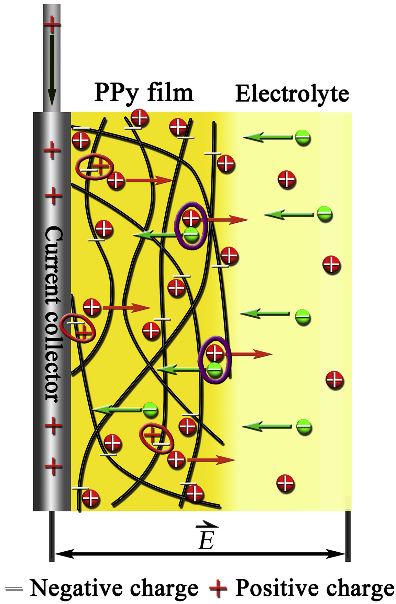 PPy film
Electrolyte
Current collector
E
Negative charge
Positive charge